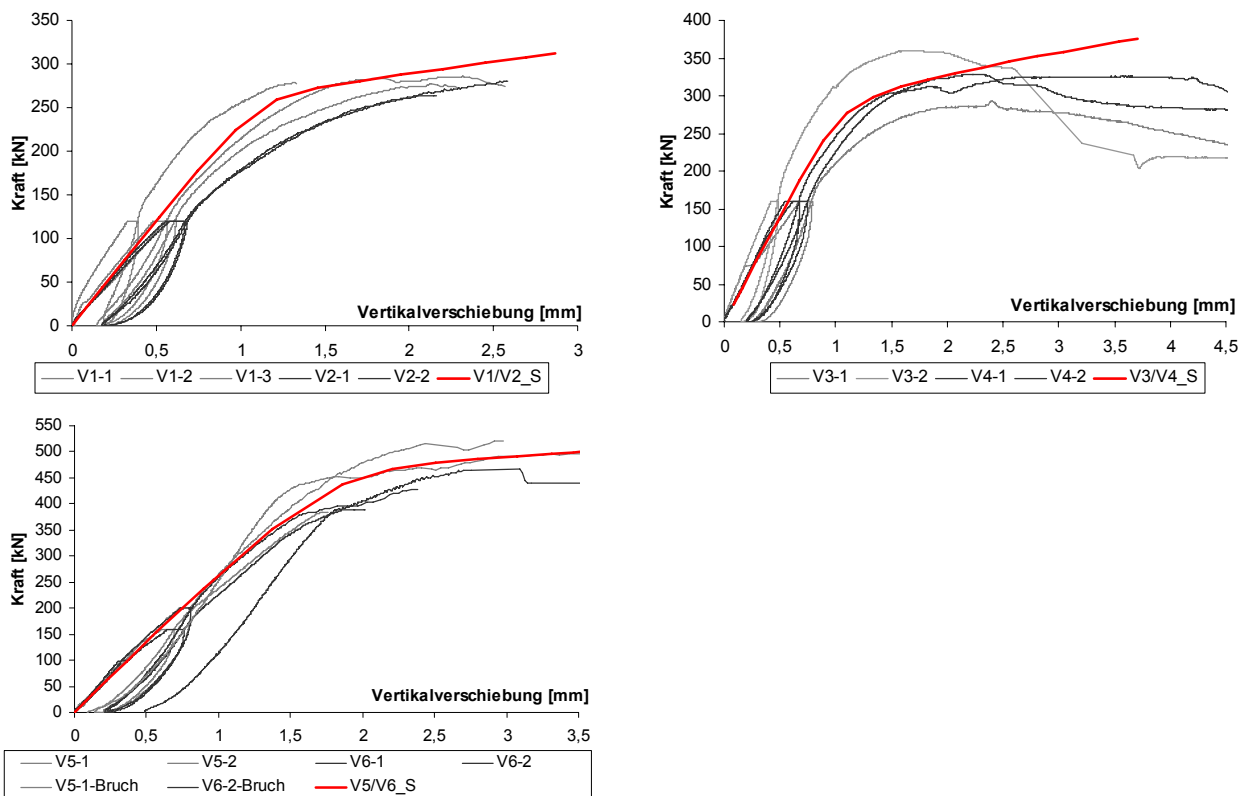 Kraft [kN]
350
300
250
200
150
100
50
0
Vertikalverschiebung [mm]
0 0,5 1 1,5 2 2,5 3
V1-1 V1-2 V1-3 V2-1 V2-2 V1/V2_S
Kraft [kN]
400
350
300
250
200
150
100
50
0
Vertikalverschiebung [mm]
0 0,5 1 1,5 2 2,5 3 3,5 4 4,5
V3-1 V3-2 V4-1 V4-2 V3/V4_S
Kraft [kN]
550
500
450
400
350
300
250
200
150
100
50
0
Vertikalverschiebung [mm]
0 0,5 1 1,5 2 2,5 3 3,5
V5-1 V5-2 V6-1 V6-2
V5-1-Bruch V6-2-Bruch V5/V6_S